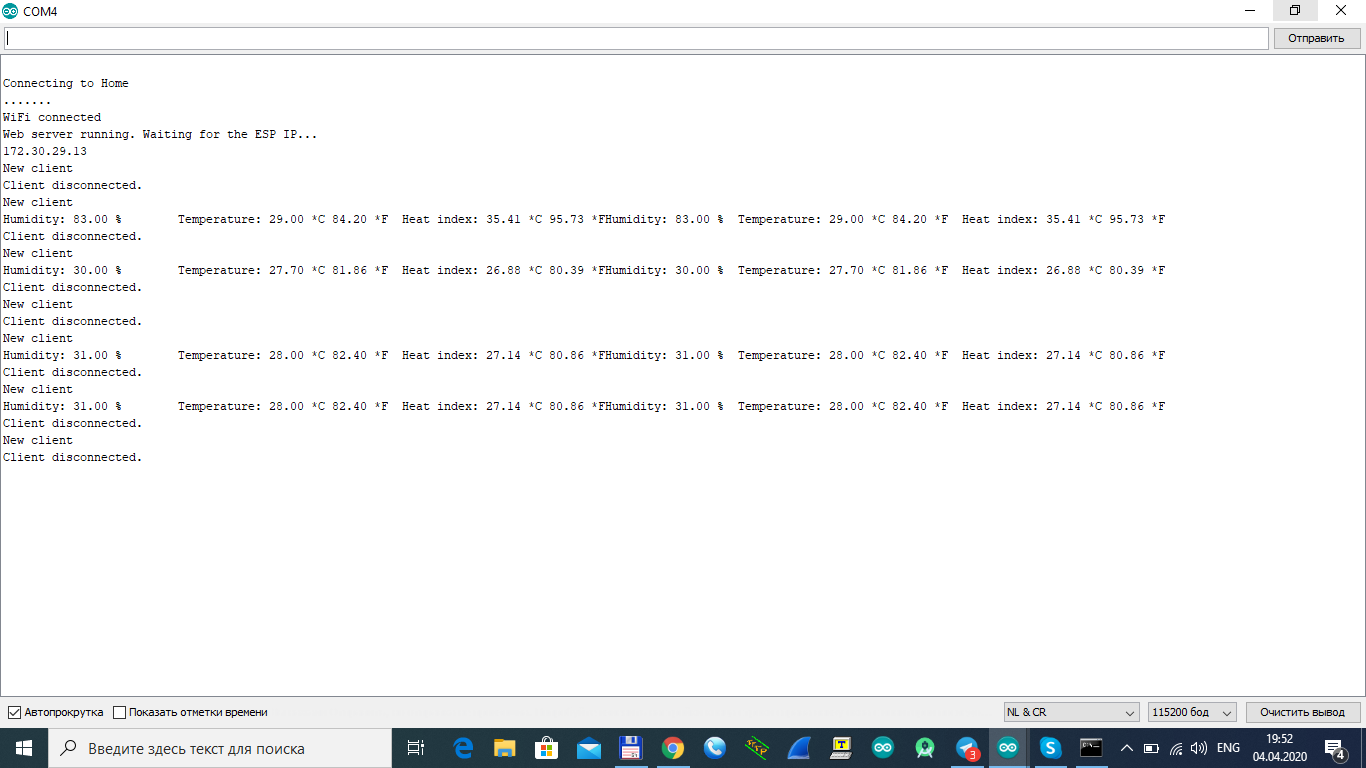 COM4
Отправить
Connecting to Home
.......
WiFi connected
Web server running. Waiting for the ESP IP...
172.30.29.13
New client
Client disconnected.
New client
Humidity: 83.00 % Temperature: 29.00 *C 84.20 *F Heat index: 35.41 *C 95.73 *FHumidity: 83.00 % Temperature: 29.00 *C 84.20 *F Heat index: 35.41 *C 95.73 *F
Client disconnected.
New client
Humidity: 30.00 % Temperature: 27.70 *C 81.86 *F Heat index: 26.88 *C 80.39 *FHumidity: 30.00 % Temperature: 27.70 *C 81.86 *F Heat index: 26.88 *C 80.39 *F
Client disconnected.
New client
Client disconnected.
New client
Humidity: 31.00 % Temperature: 28.00 *C 82.40 *F Heat index: 27.14 *C 80.86 *FHumidity: 31.00 % Temperature: 28.00 *C 82.40 *F Heat index: 27.14 *C 80.86 *F
Client disconnected.
New client
Humidity: 31.00 % Temperature: 28.00 *C 82.40 *F Heat index: 27.14 *C 80.86 *FHumidity: 31.00 % Temperature: 28.00 *C 82.40 *F Heat index: 27.14 *C 80.86 *F
Client disconnected.
New client
Client disconnected.
Автопрокрутка Показать отметки времени NL & CR 115200 бод Очистить вывод
Введите здесь текст для поиска
3
ENG
19:52
04.04.2020
4